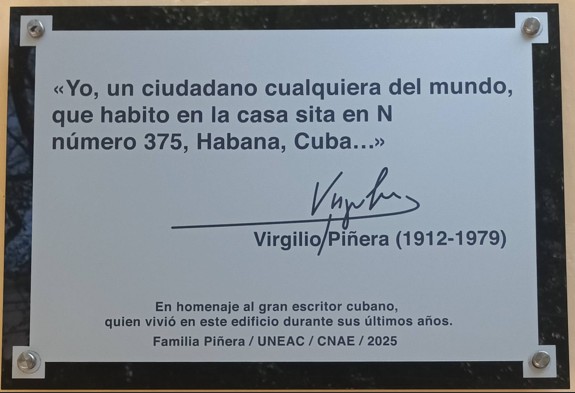 «Yo, un ciudadano cualquiera del mundo,
que habito en la casa sita en N
número 375, Habana, Cuba...»
Virgilio
Virgilio Piñera (1912-1979)
En homenaje al gran escritor cubano,
quien vivió en este edificio durante sus últimos años.
Familia Piñera / UNEAC / CNAE / 2025